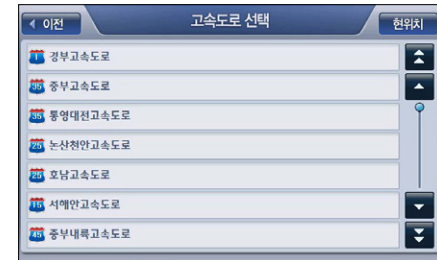 이전
고속도로 선택
현위치
1 경부고속도로
35 중부고속도로
35 통영대전고속도로
25 논산천안고속도로
25 호남고속도로
15 서해안고속도로
45 중부내륙고속도로